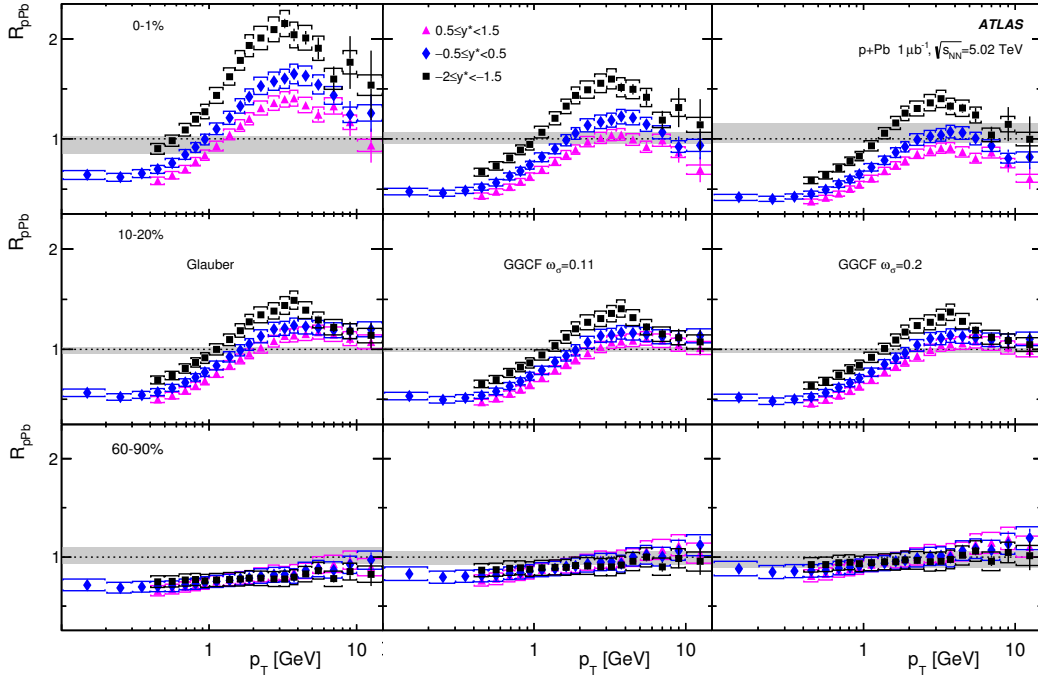 R_pPb
2
1
0-1%
0.5≤y*<1.5
−0.5≤y*<0.5
−2≤y*<−1.5
ATLAS
p+Pb 1 μb⁻¹, √s_NN=5.02 TeV
R_pPb
2
1
10-20%
Glauber
GGCF ω_σ=0.11
GGCF ω_σ=0.2
R_pPb
2
1
60-90%
1 10
1 10
1 10
p_T [GeV]
p_T [GeV]
p_T [GeV]